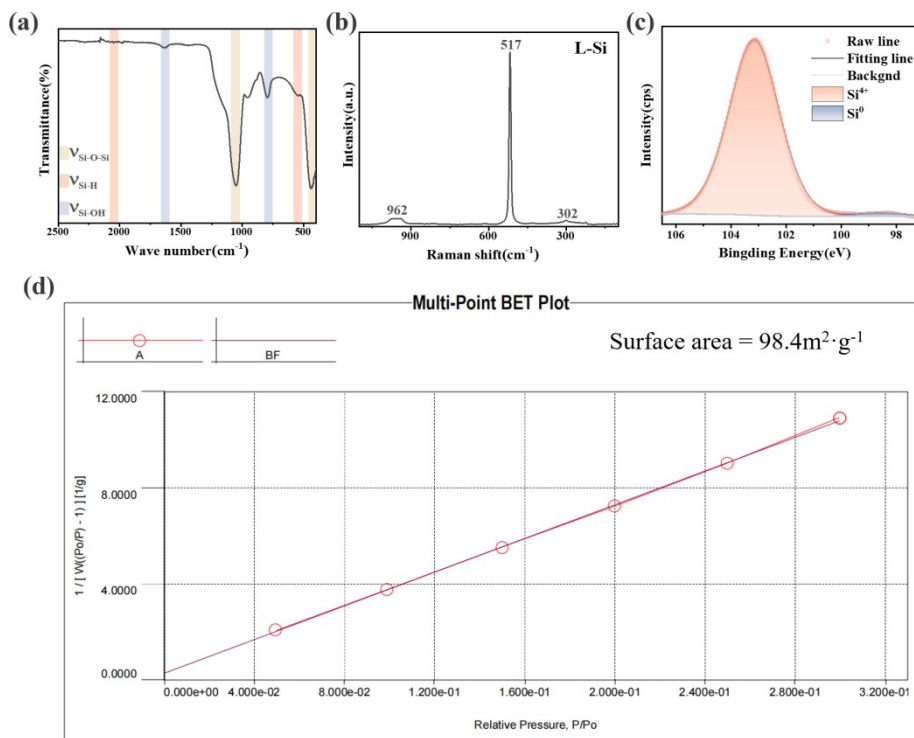 (a)
Transmittance(%)
νSi-O-Si
νSi-H
νSi-OH
2500 2000 1500 1000 500
Wave number(cm⁻¹)
(b)
L-Si
517
962
302
Intensity(a.u.)
900 600 300
Raman shift(cm⁻¹)
(c)
Raw line
Fitting line
Backgnd
Si⁴⁺
Si⁰
Intensity(cps)
106 104 102 100 98
Bingding Energy(eV)
(d)
Multi-Point BET Plot
A
BF
Surface area = 98.4m²·g⁻¹
12.0000
8.0000
4.0000
0.0000
1 / [ W((Po/P) - 1) ] [1/g]
0.000e+00 4.000e-02 8.000e-02 1.200e-01 1.600e-01 2.000e-01 2.400e-01 2.800e-01 3.200e-01
Relative Pressure, P/Po